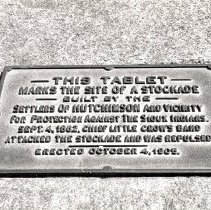 THIS TABLET
MARKS THE SITE OF A STOCKADE
BUILT BY THE
SETTLERS OF HUTCHINSON AND VICINITY
FOR PROTECTION AGAINST THE SIOUX INDIANS.
SEPT. 4, 1862, CHIEF LITTLE CROW'S BAND
ATTACKED THE STOCKADE AND WAS REPULSED
ERECTED OCTOBER 4, 1905.